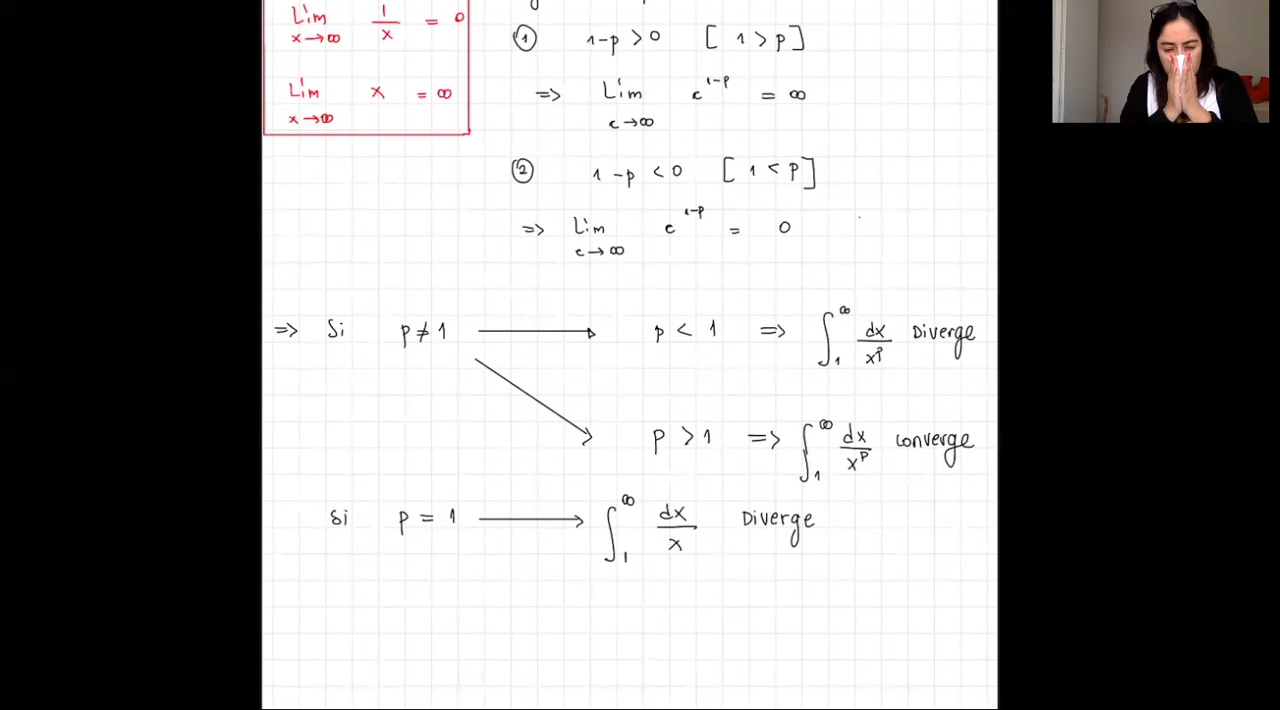 Lim 1/x = 0
x→∞
Lim x = ∞
x→∞
① 1-p > 0 [ 1 > p ]
=> Lim c^{1-p} = ∞
c→∞
② 1-p < 0 [ 1 < p ]
=> Lim c^{1-p} = 0
c→∞
=> Si p ≠ 1 → p < 1 => ∫_1^∞ dx/x^p Diverge
p > 1 => ∫_1^∞ dx/x^p converge
Si p = 1 → ∫_1^∞ dx/x Diverge